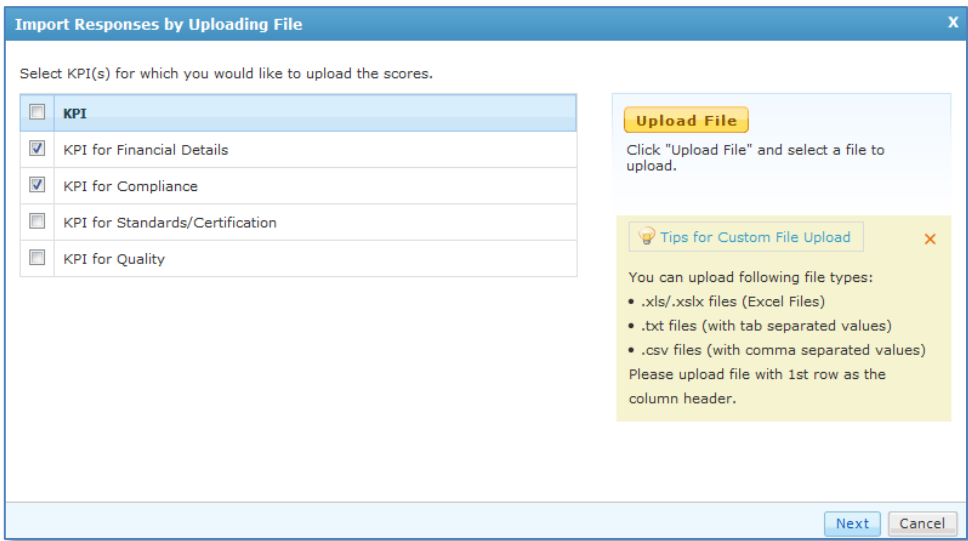 Import Responses by Uploading File
X
Select KPI(s) for which you would like to upload the scores.
KPI
KPI for Financial Details
KPI for Compliance
KPI for Standards/Certification
KPI for Quality
Upload File
Click "Upload File" and select a file to
upload.
Tips for Custom File Upload
You can upload following file types:
• .xls/.xslx files (Excel Files)
• .txt files (with tab separated values)
• .csv files (with comma separated values)
Please upload file with 1st row as the
column header.
Next
Cancel